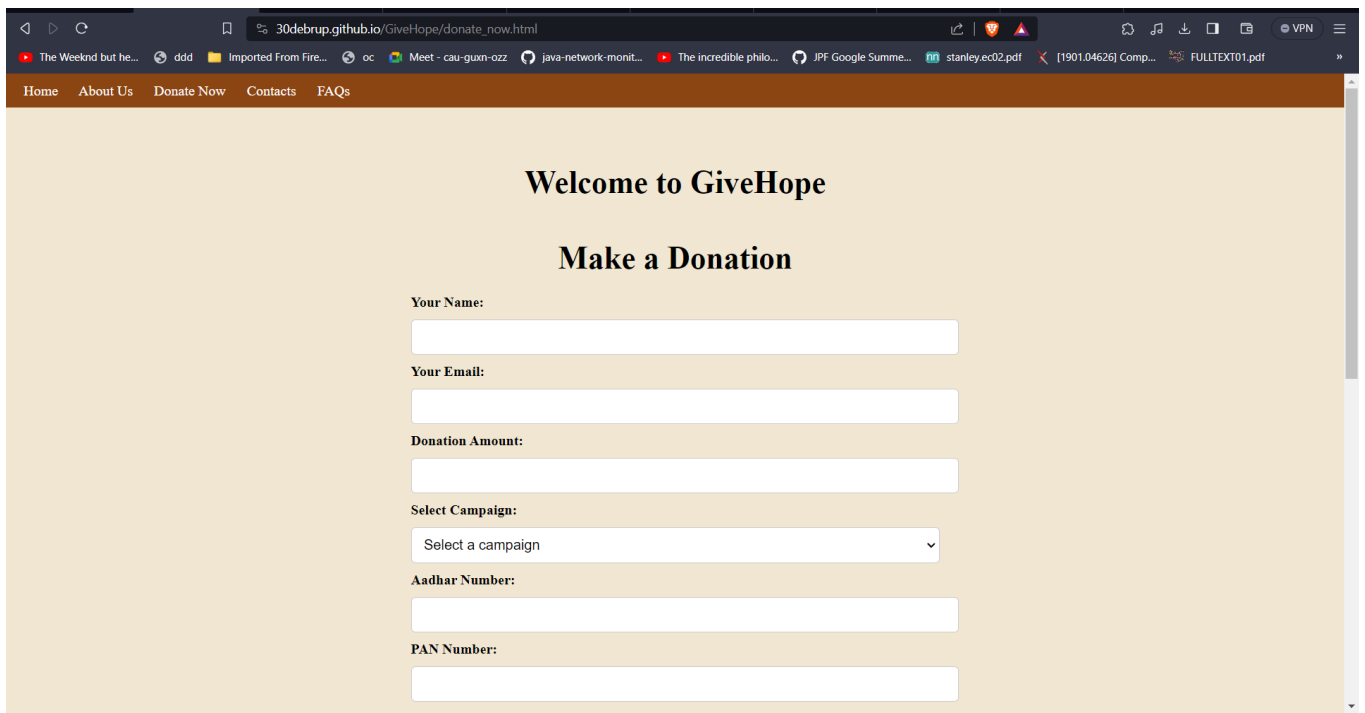 30debrup.github.io/GiveHope/donate_now.html
VPN
The Weeknd but he... ddd Imported From Fire... oc Meet - cau-guxn-ozz java-network-monit... The incredible philo... JPF Google Summe... nn stanley.ec02.pdf [1901.04626] Comp... FULLTEXT01.pdf »
Home About Us Donate Now Contacts FAQs
Welcome to GiveHope
Make a Donation
Your Name:
Your Email:
Donation Amount:
Select Campaign:
Select a campaign
Aadhar Number:
PAN Number: